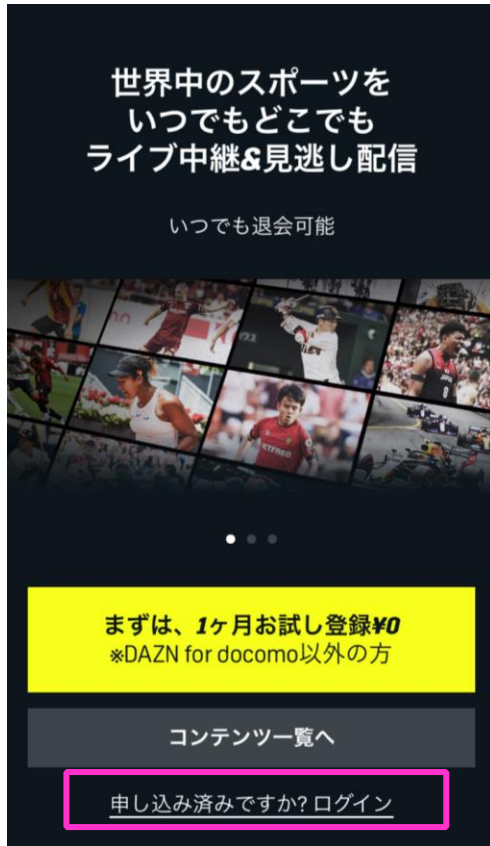 世界中のスポーツを
いつでもどこでも
ライブ中継&見逃し配信
いつでも退会可能
BETFRED
8
まずは、1ヶ月お試し登録¥0
※DAZN for docomo以外の方
コンテンツ一覧へ
申し込み済みですか? ログイン